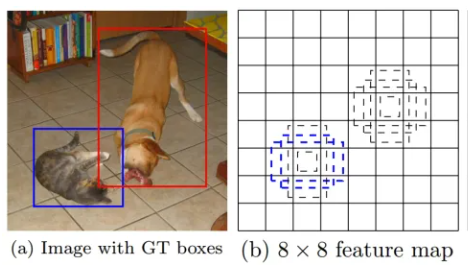 (a) Image with GT boxes
(b) 8 × 8 feature map